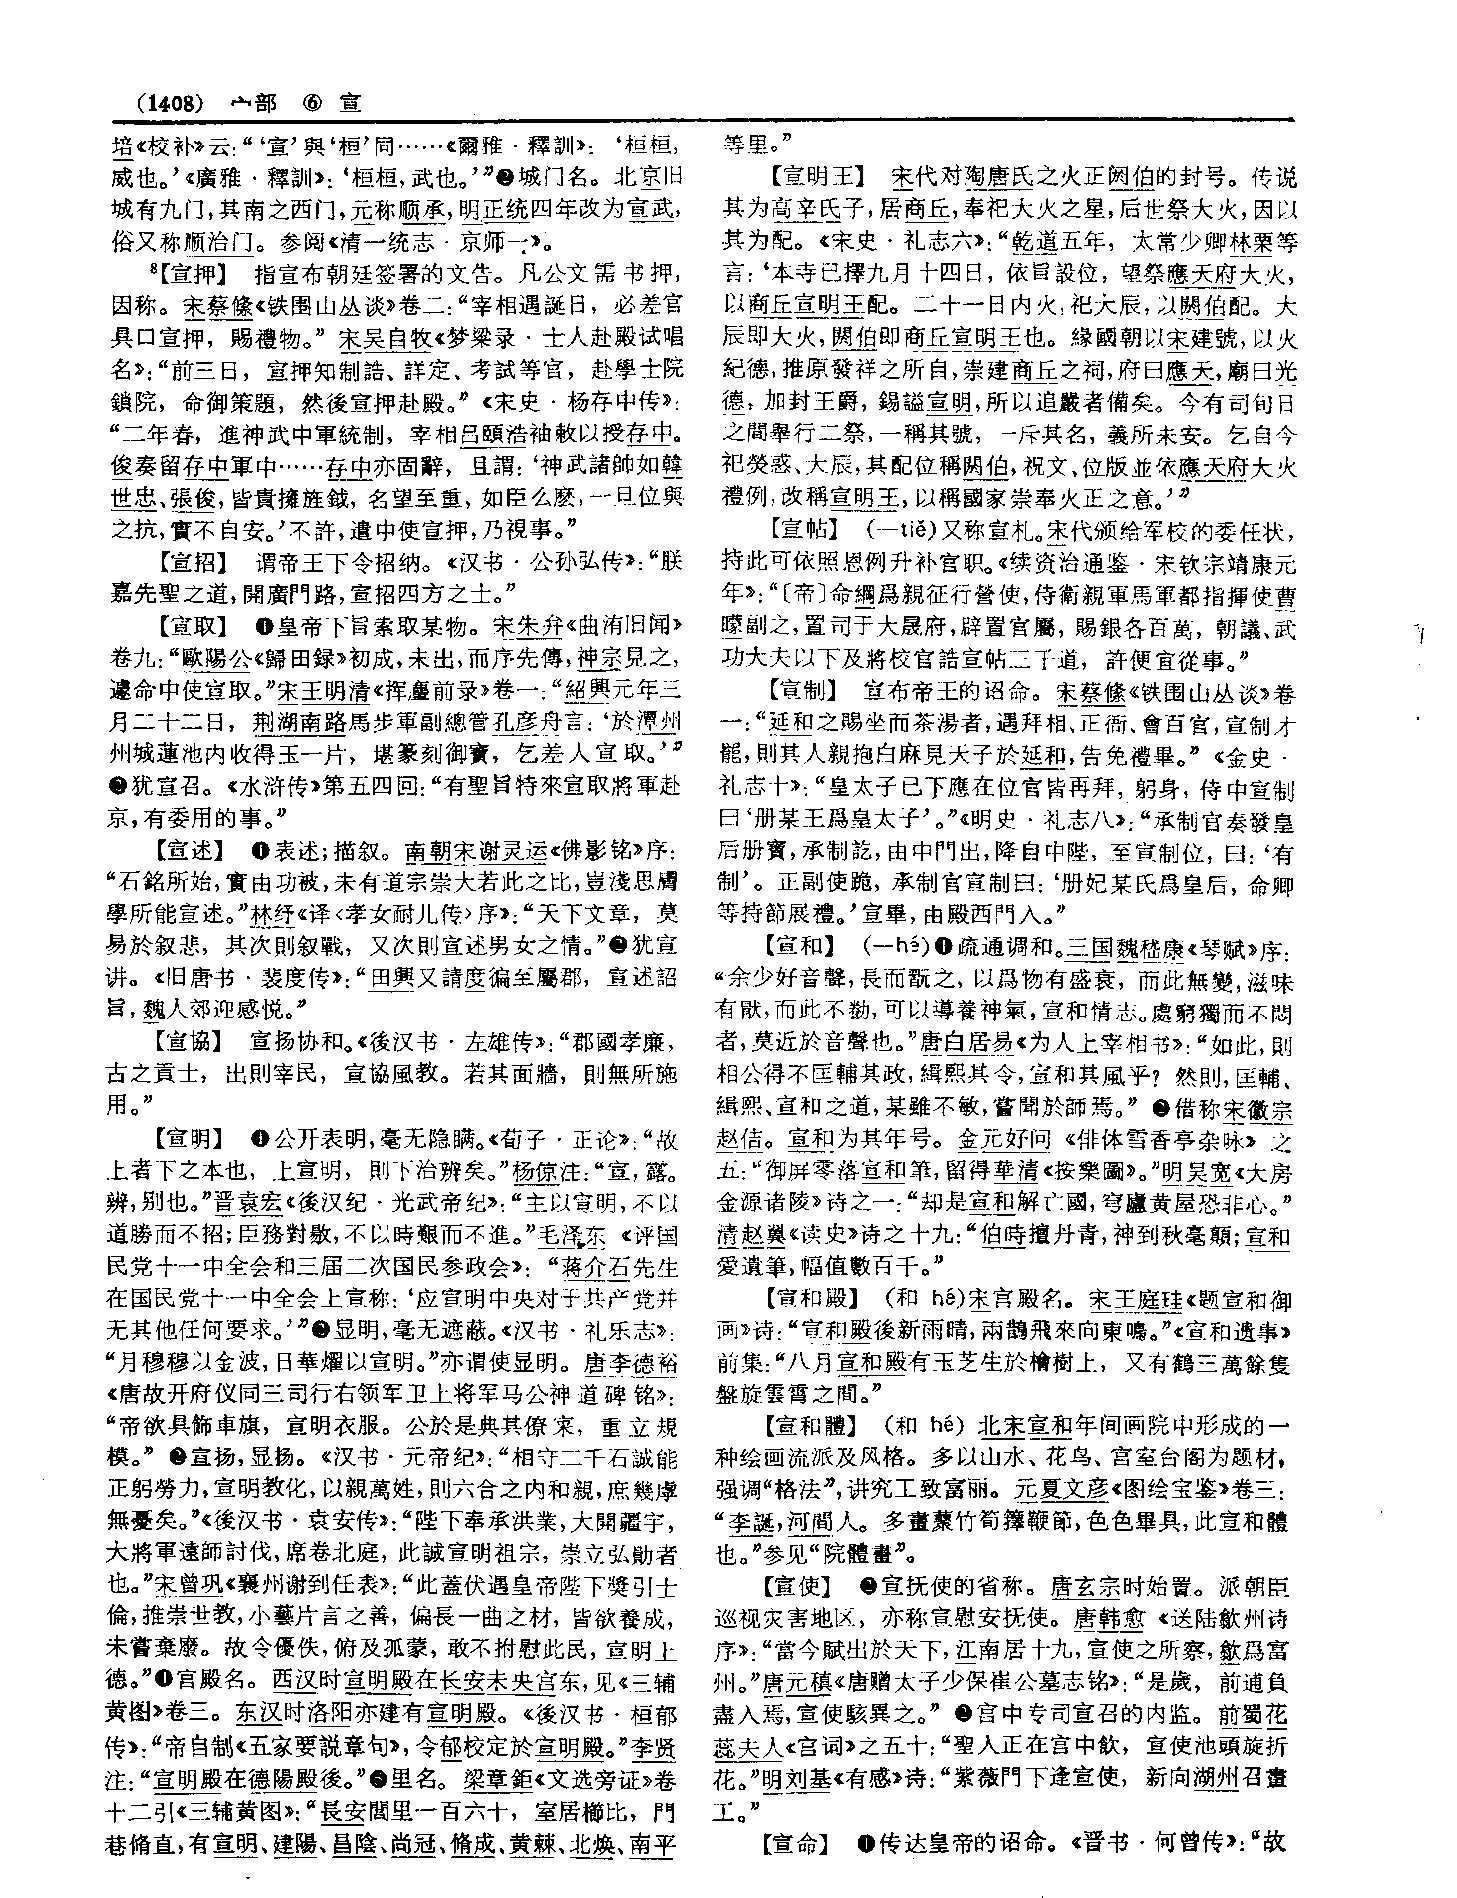 (1408) 宀部 ⑥ 宣
培《校补》云:“‘宣’與‘桓’同……《爾雅·釋訓》:‘桓桓,
威也。’《廣雅·釋訓》:‘桓桓,武也。’”❷城门名。北京旧
城有九门,其南之西门,元称顺承,明正统四年改为宣武,
俗又称顺治门。参阅《清一统志·京师一》。
⁸【宣押】 指宣布朝廷签署的文告。凡公文需书押,
因称。宋蔡絛《铁围山丛谈》卷二:“宰相遇誕日,必差官
具口宣押,賜禮物。”宋吴自牧《梦粱录·士人赴殿试唱
名》:“前三日,宣押知制誥、詳定、考試等官,赴學士院
鎖院,命御策題,然後宣押赴殿。”《宋史·杨存中传》:
“二年春,進神武中軍統制,宰相吕頤浩袖敕以授存中。
俊奏留存中軍中……存中亦固辭,且謂:‘神武諸帥如韓
世忠、張俊,皆貴擁旌鉞,名望至重,如臣么麽,一旦位與
之抗,實不自安。’不許,遣中使宣押,乃視事。”
【宣招】 谓帝王下令招纳。《汉书·公孙弘传》:“朕
嘉先聖之道,開廣門路,宣招四方之士。”
【宣取】 ❶皇帝下旨索取某物。宋朱弁《曲洧旧闻》
卷九:“歐陽公《歸田録》初成,未出,而序先傳,神宗見之,
遽命中使宣取。”宋王明清《挥麈前录》卷一:“紹興元年三
月二十二日,荆湖南路馬步軍副總管孔彦舟言:‘於潭州
州城蓮池内收得玉一片,堪篆刻御寶,乞差人宣取。’”
❷犹宣召。《水浒传》第五四回:“有聖旨特來宣取將軍赴
京,有委用的事。”
【宣述】 ❶表述;描叙。南朝宋谢灵运《佛影铭》序:
“石銘所始,實由功被,未有道宗崇大若此之比,豈淺思膚
學所能宣述。”林纾《译〈孝女耐儿传〉序》:“天下文章,莫
易於叙悲,其次則叙戰,又次則宣述男女之情。”❷犹宣
讲。《旧唐书·裴度传》:“田興又請度徧至屬郡,宣述詔
旨,魏人郊迎感悦。”
【宣協】 宣扬协和。《後汉书·左雄传》:“郡國孝廉,
古之貢士,出則宰民,宣協風教。若其面牆,則無所施
用。”
【宣明】 ❶公开表明,毫无隐瞒。《荀子·正论》:“故
上者下之本也,上宣明,則下治辨矣。”杨倞注:“宣,露。
辨,别也。”晋袁宏《後汉纪·光武帝纪》:“主以宣明,不以
道勝而不招;臣務對敭,不以時艱而不進。”毛泽东《评国
民党十一中全会和三届二次国民参政会》:“蒋介石先生
在国民党十一中全会上宣称:‘应宣明中央对于共产党并
无其他任何要求。’”❷显明,毫无遮蔽。《汉书·礼乐志》:
“月穆穆以金波,日華燿以宣明。”亦谓使显明。唐李德裕
《唐故开府仪同三司行右领军卫上将军马公神道碑铭》:
“帝欲具飾車旗,宣明衣服。公於是典其僚寀,重立規
模。”❸宣扬,显扬。《汉书·元帝纪》:“相守二千石誠能
正躬勞力,宣明教化,以親萬姓,則六合之内和親,庶幾虖
無憂矣。”《後汉书·袁安传》:“陛下奉承洪業,大開疆宇,
大將軍遠師討伐,席卷北庭,此誠宣明祖宗,崇立弘勛者
也。”宋曾巩《襄州谢到任表》:“此蓋伏遇皇帝陛下獎引士
倫,推崇世教,小藝片言之善,偏長一曲之材,皆欲養成,
未嘗棄廢。故令優佚,俯及孤蒙,敢不拊慰此民,宣明上
德。”❹宫殿名。西汉时宣明殿在长安未央宫东,见《三辅
黄图》卷三。东汉时洛阳亦建有宣明殿。《後汉书·桓郁
传》:“帝自制《五家要説章句》,令郁校定於宣明殿。”李贤
注:“宣明殿在德陽殿後。”❺里名。梁章鉅《文选旁证》卷
十二引《三辅黄图》:“長安閭里一百六十,室居櫛比,門
巷脩直,有宣明、建陽、昌陰、尚冠、脩成、黄棘、北焕、南平
等里。”
【宣明王】 宋代对陶唐氏之火正阏伯的封号。传说
其为高辛氏子,居商丘,奉祀大火之星,后世祭大火,因以
其为配。《宋史·礼志六》:“乾道五年,太常少卿林栗等
言:‘本寺已擇九月十四日,依旨設位,望祭應天府大火,
以商丘宣明王配。二十一日内火,祀大辰,以閼伯配。大
辰即大火,閼伯即商丘宣明王也。緣國朝以宋建號,以火
紀德,推原發祥之所自,崇建商丘之祠,府曰應天,廟曰光
德,加封王爵,錫謚宣明,所以追嚴者備矣。今有司旬日
之間舉行二祭,一稱其號,一斥其名,義所未安。乞自今
祀熒惑、大辰,其配位稱閼伯,祝文、位版並依應天府大火
禮例,改稱宣明王,以稱國家崇奉火正之意。’”
【宣帖】 (—tiě)又称宣札。宋代颁给军校的委任状,
持此可依照恩例升补官职。《续资治通鉴·宋钦宗靖康元
年》:“〔帝〕命綱爲親征行營使,侍衛親軍馬軍都指揮使曹
曚副之,置司于大晟府,辟置官屬,賜銀各百萬,朝議、武
功大夫以下及將校官誥宣帖三千道,許便宜從事。”
【宣制】 宣布帝王的诏命。宋蔡絛《铁围山丛谈》卷
一:“延和之賜坐而茶湯者,遇拜相、正衙、會百官,宣制才
罷,則其人親抱白麻見天子於延和,告免禮畢。”《金史·
礼志十》:“皇太子已下應在位官皆再拜,躬身,侍中宣制
曰‘册某王爲皇太子’。”《明史·礼志八》:“承制官奏發皇
后册寶,承制訖,由中門出,降自中陛,至宣制位,曰:‘有
制’。正副使跪,承制官宣制曰:‘册妃某氏爲皇后,命卿
等持節展禮。’宣畢,由殿西門入。”
【宣和】 (—hé)❶疏通调和。三国魏嵇康《琴赋》序:
“余少好音聲,長而翫之,以爲物有盛衰,而此無變,滋味
有猒,而此不勌,可以導養神氣,宣和情志。處窮獨而不悶
者,莫近於音聲也。”唐白居易《为人上宰相书》:“如此,則
相公得不匡輔其政,緝熙其令,宣和其風乎?然則,匡輔、
緝熙、宣和之道,某雖不敏,嘗聞於師焉。”❷借称宋徽宗
赵佶。宣和为其年号。金元好问《俳体雪香亭杂咏》之
五:“御屏零落宣和筆,留得華清《按樂圖》。”明吴宽《大房
金源诸陵》诗之一:“却是宣和解亡國,穹廬黄屋恐非心。”
清赵翼《读史》诗之十九:“伯時擅丹青,神到秋毫顛;宣和
愛遺筆,幅值數百千。”
【宣和殿】 (和 hé)宋宫殿名。宋王庭珪《题宣和御
画》诗:“宣和殿後新雨晴,兩鵲飛來向東鳴。”《宣和遗事》
前集:“八月宣和殿有玉芝生於檜樹上,又有鶴三萬餘隻
盤旋雲霄之間。”
【宣和體】 (和 hé) 北宋宣和年间画院中形成的一
种绘画流派及风格。多以山水、花鸟、宫室台阁为题材,
强调“格法”,讲究工致富丽。元夏文彦《图绘宝鉴》卷三:
“李誕,河間人。多畫叢竹筍籜鞭節,色色畢具,此宣和體
也。”参见“院體畫”。
【宣使】 ❶宣抚使的省称。唐玄宗时始置。派朝臣
巡视灾害地区,亦称宣慰安抚使。唐韩愈《送陆歙州诗
序》:“當今賦出於天下,江南居十九,宣使之所察,歙爲富
州。”唐元稹《唐赠太子少保崔公墓志铭》:“是歲,前逋負
盡入焉,宣使駭異之。”❷宫中专司宣召的内监。前蜀花
蕊夫人《宫词》之五十:“聖人正在宫中飲,宣使池頭旋折
花。”明刘基《有感》诗:“紫薇門下逢宣使,新向湖州召畫
工。”
【宣命】 ❶传达皇帝的诏命。《晋书·何曾传》:“故